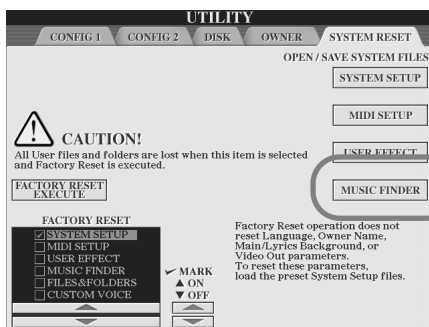 UTILITY
CONFIG 1 CONFIG 2 DISK OWNER SYSTEM RESET
OPEN / SAVE SYSTEM FILES
SYSTEM SETUP
MIDI SETUP
USER EFFECT
MUSIC FINDER
CAUTION!
All User files and folders are lost when this item is selected
and Factory Reset is executed.
FACTORY RESET
EXECUTE
FACTORY RESET
SYSTEM SETUP
MIDI SETUP
USER EFFECT
MUSIC FINDER
FILES&FOLDERS
CUSTOM VOICE
MARK
ON
OFF
Factory Reset operation does not
reset Language, Owner Name,
Main/Lyrics Background, or
Video Out parameters.
To reset these parameters,
load the preset System Setup files.